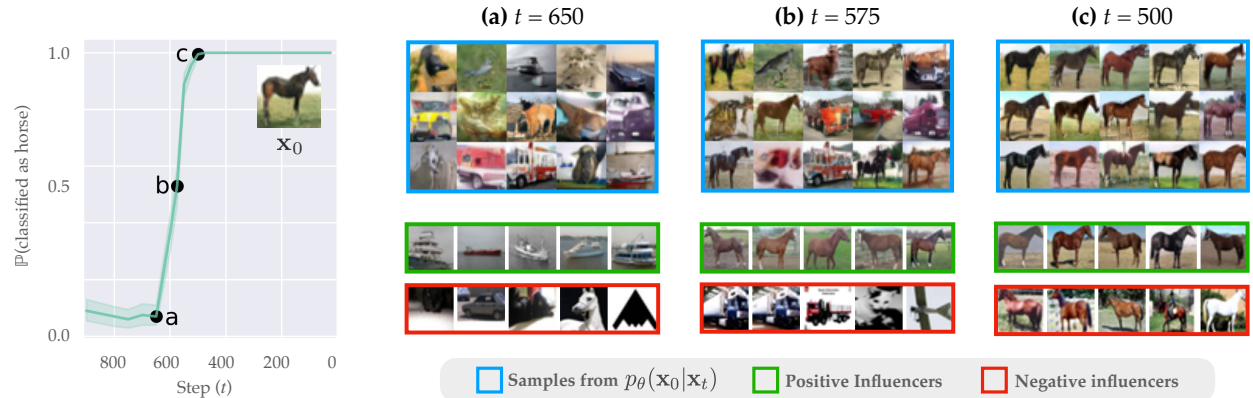 (a) t = 650
(b) t = 575
(c) t = 500
ℙ(classified as horse)
1.0
0.5
0.0
c
b
a
x₀
800 600 400 200 0
Step (t)
Samples from pθ(x₀|xₜ)
Positive Influencers
Negative influencers